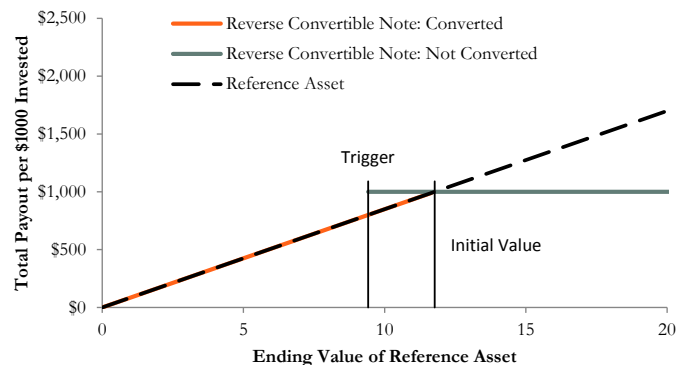 $2,500
Reverse Convertible Note: Converted
Reverse Convertible Note: Not Converted
Reference Asset
$2,000
$1,500
$1,000
$500
$0
Total Payout per $1000 Invested
Trigger
Initial Value
0
5
10
15
20
Ending Value of Reference Asset